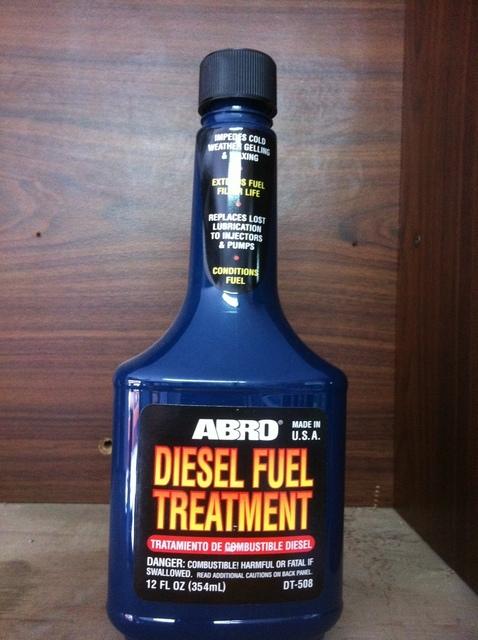 IMPEDES COLD
WEATHER GELLING
& WAXING
EXTENDS FUEL
FILTER LIFE
REPLACES LOST
LUBRICATION
TO INJECTORS
& PUMPS
CONDITIONS
FUEL
ABRO® MADE IN
U.S.A.
DIESEL FUEL
TREATMENT
TRATAMIENTO DE COMBUSTIBLE DIESEL
DANGER: COMBUSTIBLE! HARMFUL OR FATAL IF
SWALLOWED. READ ADDITIONAL CAUTIONS ON BACK PANEL.
12 FL OZ (354mL) DT-508